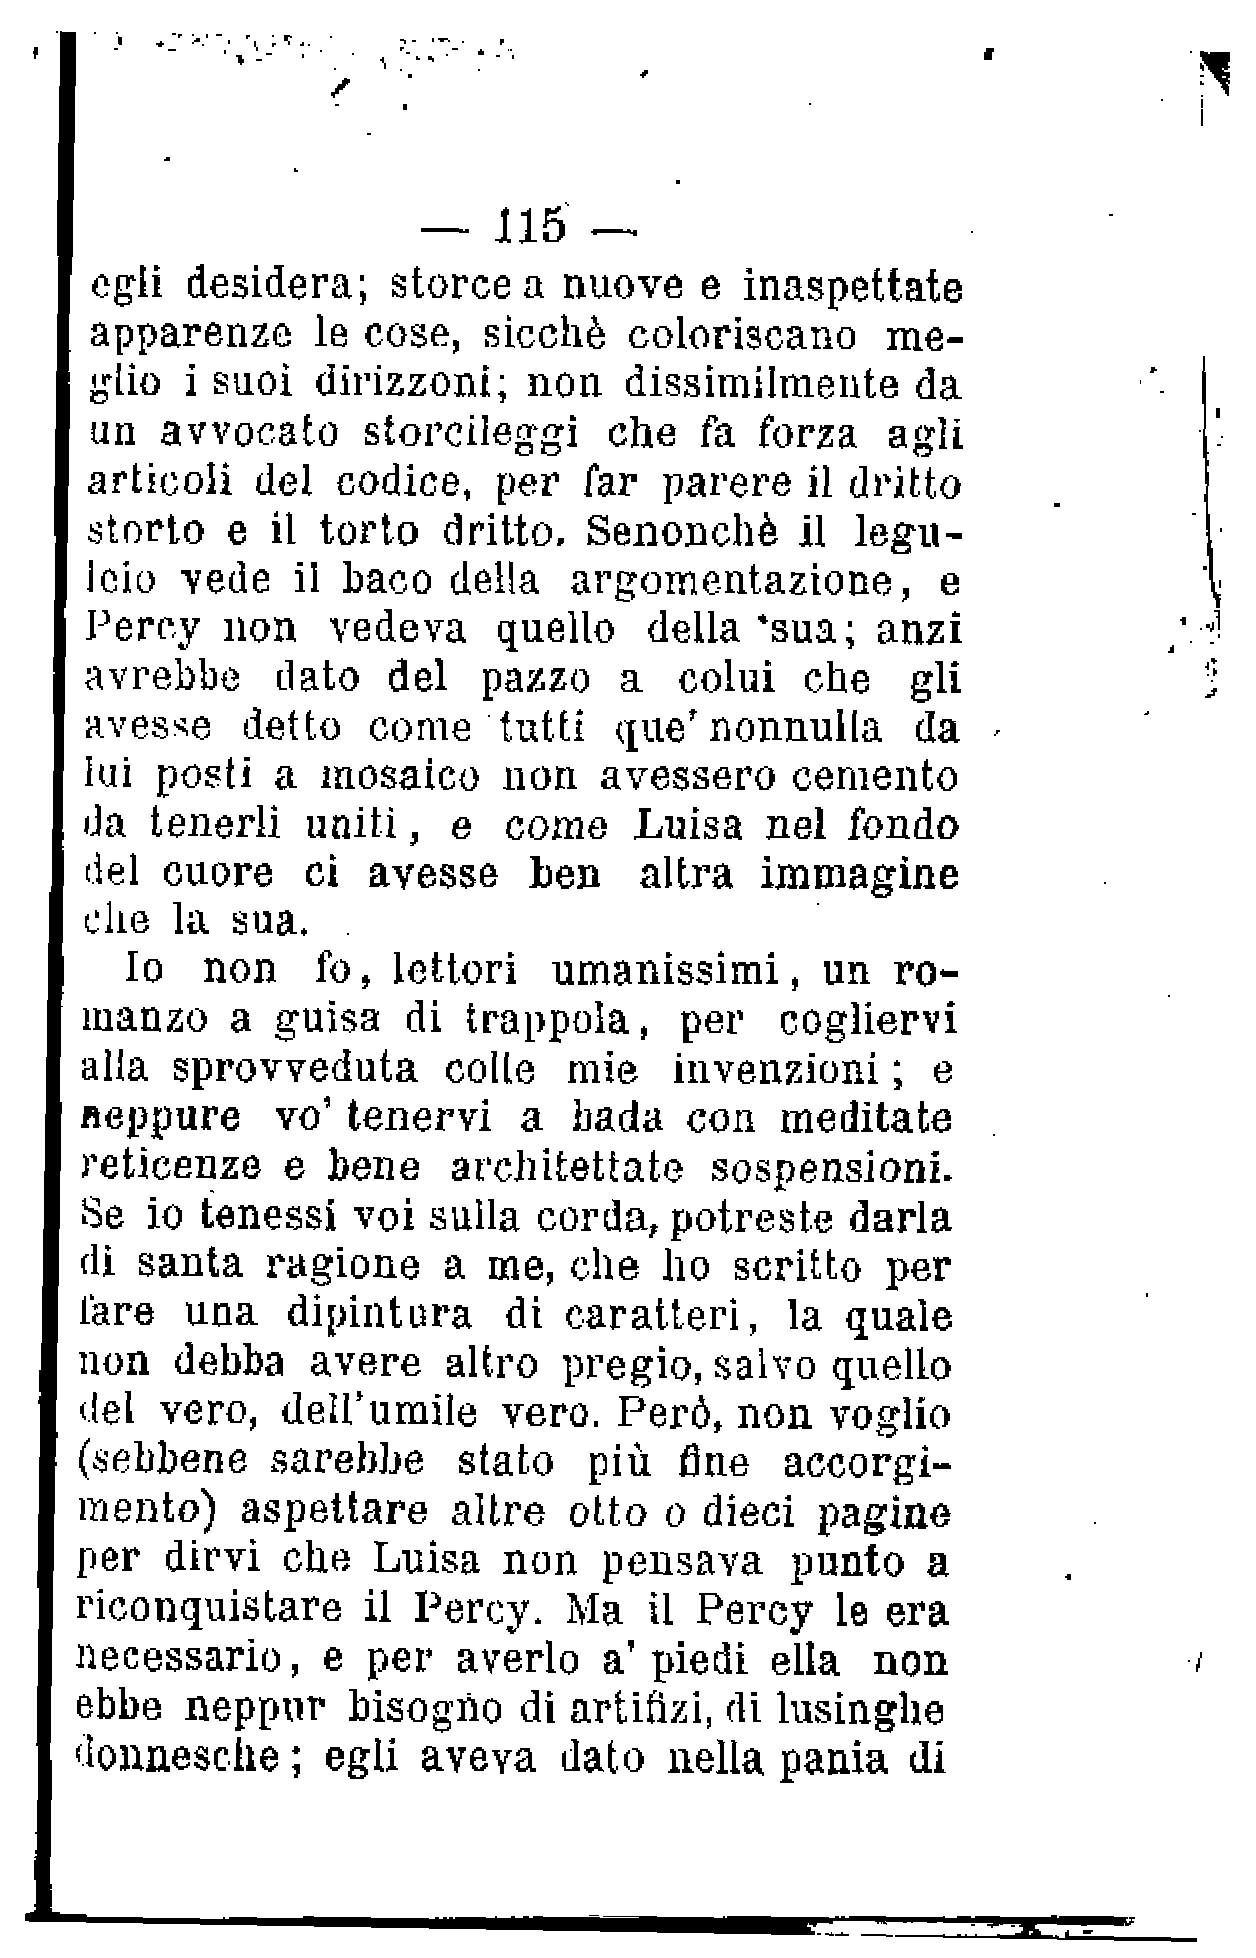 — 115 —
egli desidera; storce a nuove e inaspettate
apparenze le cose, sicchè coloriscano me-
glio i suoi dirizzoni; non dissimilmente da
un avvocato storcileggi che fa forza agli
articoli del codice, per far parere il dritto
storto e il torto dritto. Senonchè il legu-
leio vede il baco della argomentazione, e
Percy non vedeva quello della sua; anzi
avrebbe dato del pazzo a colui che gli
avesse detto come tutti que' nonnulla da
lui posti a mosaico non avessero cemento
da tenerli uniti, e come Luisa nel fondo
del cuore ci avesse ben altra immagine
che la sua.
Io non fo, lettori umanissimi, un ro-
manzo a guisa di trappola, per cogliervi
alla sprovveduta colle mie invenzioni; e
neppure vo' tenervi a bada con meditate
reticenze e bene architettate sospensioni.
Se io tenessi voi sulla corda, potreste darla
di santa ragione a me, che ho scritto per
fare una dipintura di caratteri, la quale
non debba avere altro pregio, salvo quello
del vero, dell'umile vero. Però, non voglio
(sebbene sarebbe stato più fine accorgi-
mento) aspettare altre otto o dieci pagine
per dirvi che Luisa non pensava punto a
riconquistare il Percy. Ma il Percy le era
necessario, e per averlo a' piedi ella non
ebbe neppur bisogno di artifizi, di lusinghe
donnesche; egli aveva dato nella pania di